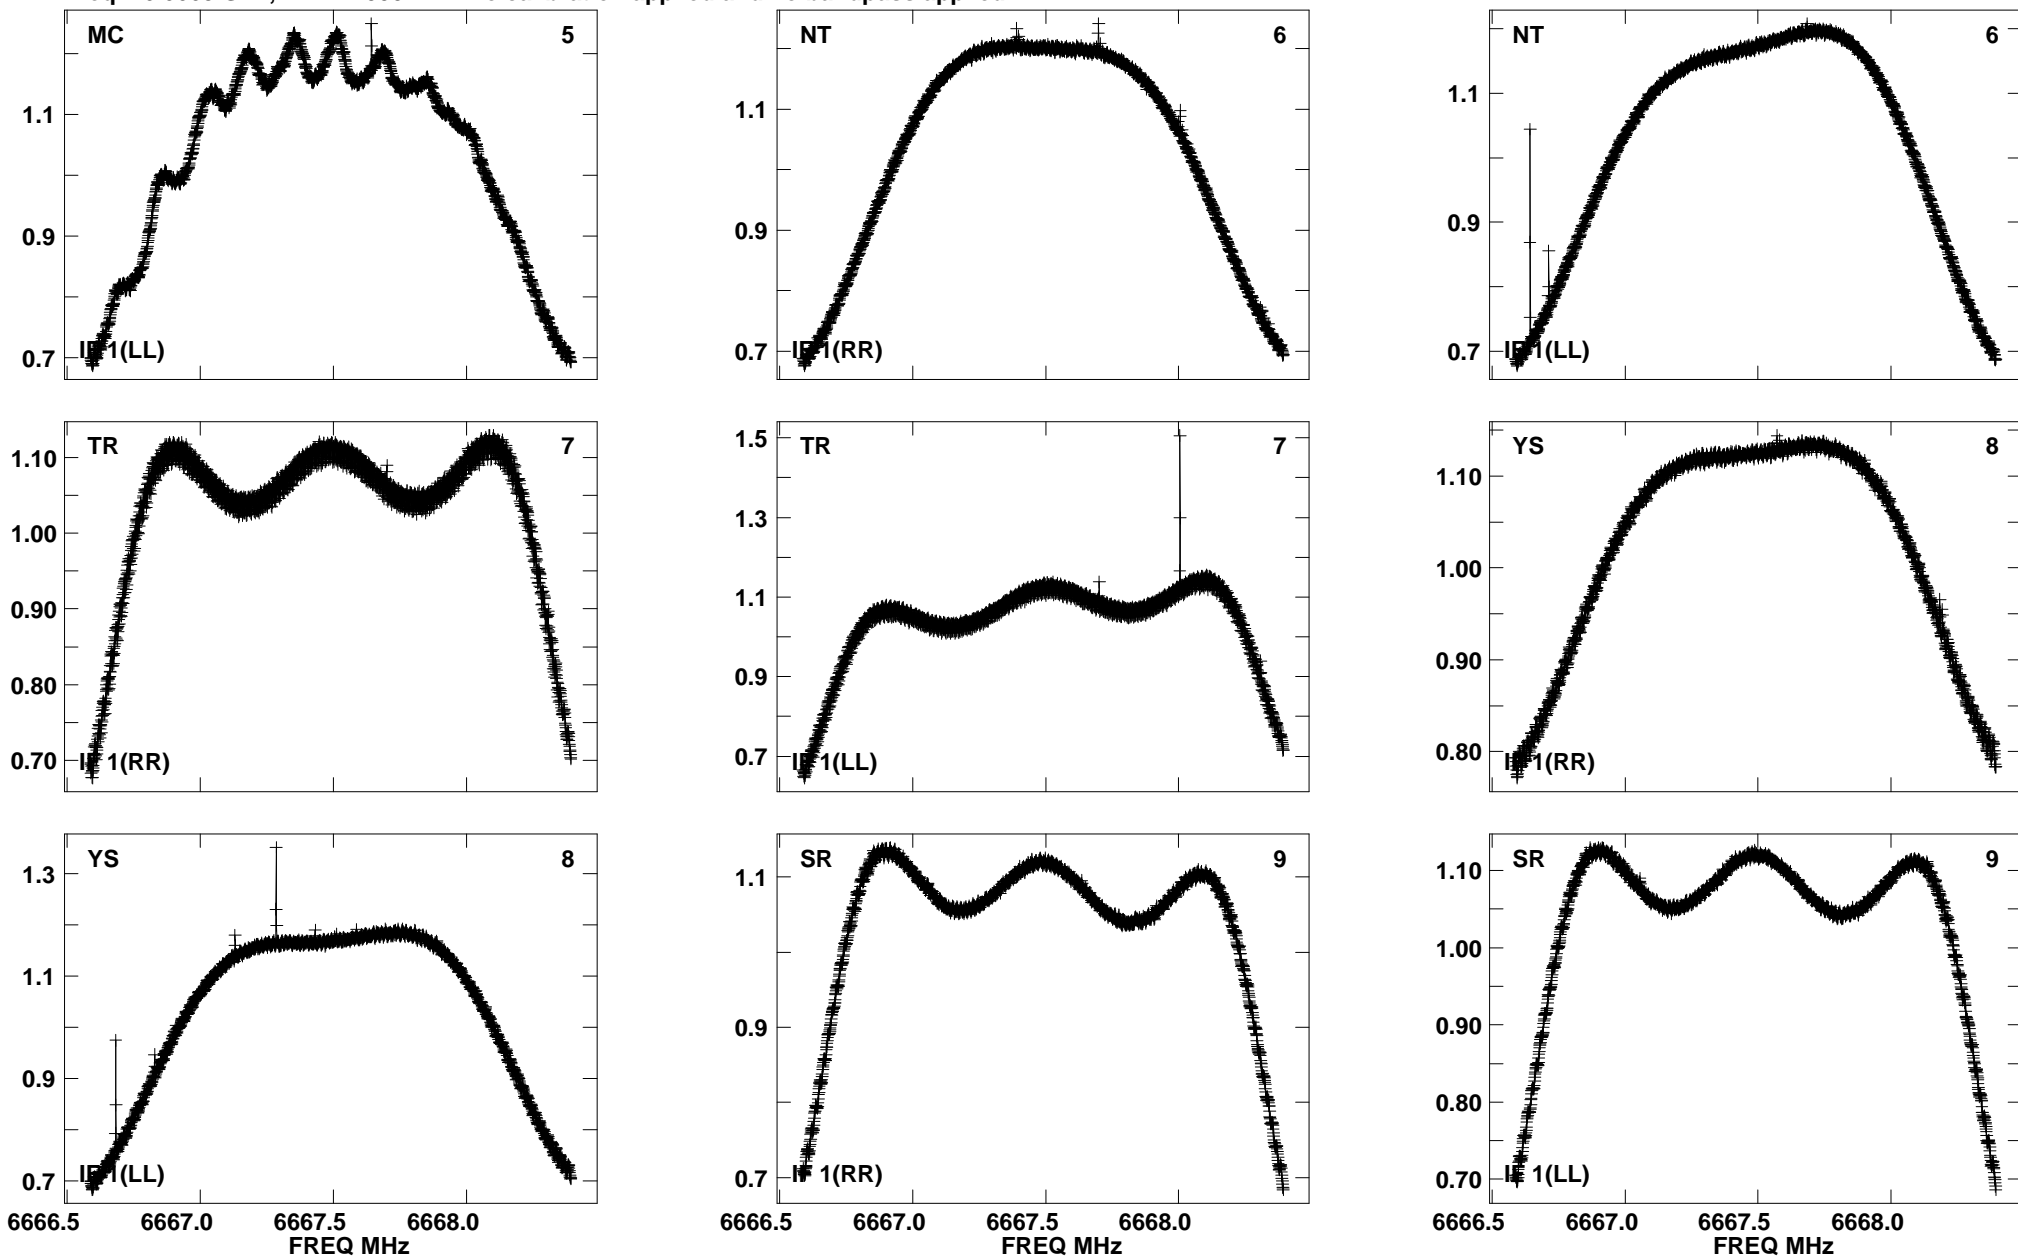 MC 5 NT 6 NT 6
1.1 1.1 1.1
0.9 0.9 0.9
0.7 IF 1(LL) 0.7 IF 1(RR) 0.7 IF 1(LL)
TR 7 TR 7 YS 8
1.10 1.5 1.10
1.00 1.3 1.00
0.90 1.1 0.90
0.80 0.9 0.80
0.70 IF 1(RR) 0.7 IF 1(LL) IF 1(RR)
YS 8 SR 9 SR 9
1.3 1.1 1.10
1.1 0.9 1.00
0.9 0.7 0.90
0.7 0.80
IF 1(LL) IF 1(RR) 0.70 IF 1(LL)
6666.5 6667.0 6667.5 6668.0 6666.5 6667.0 6667.5 6668.0 6666.5 6667.0 6667.5 6668.0
FREQ MHz FREQ MHz FREQ MHz